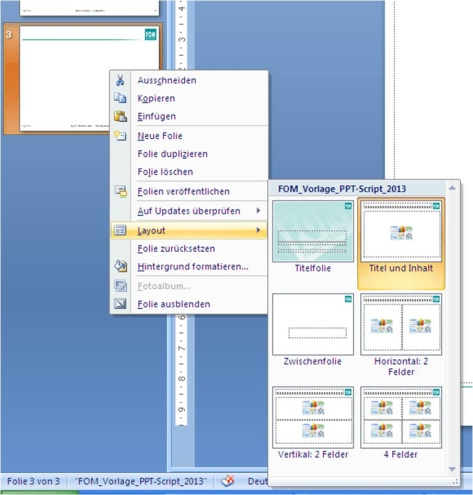 3
FOM
Ausschneiden
Kopieren
Einfügen
Neue Folie
Folie duplizieren
Folie löschen
Folien veröffentlichen
Auf Updates überprüfen
Layout
Folie zurücksetzen
Hintergrund formatieren...
Fotoalbum...
Folie ausblenden
FOM_Vorlage_PPT-Script_2013
Titelfolie
Titel und Inhalt
Zwischenfolie
Horizontal: 2
Felder
Vertikal: 2 Felder
4 Felder
Folie 3 von 3
"FOM_Vorlage_PPT-Script_2013"
Deut